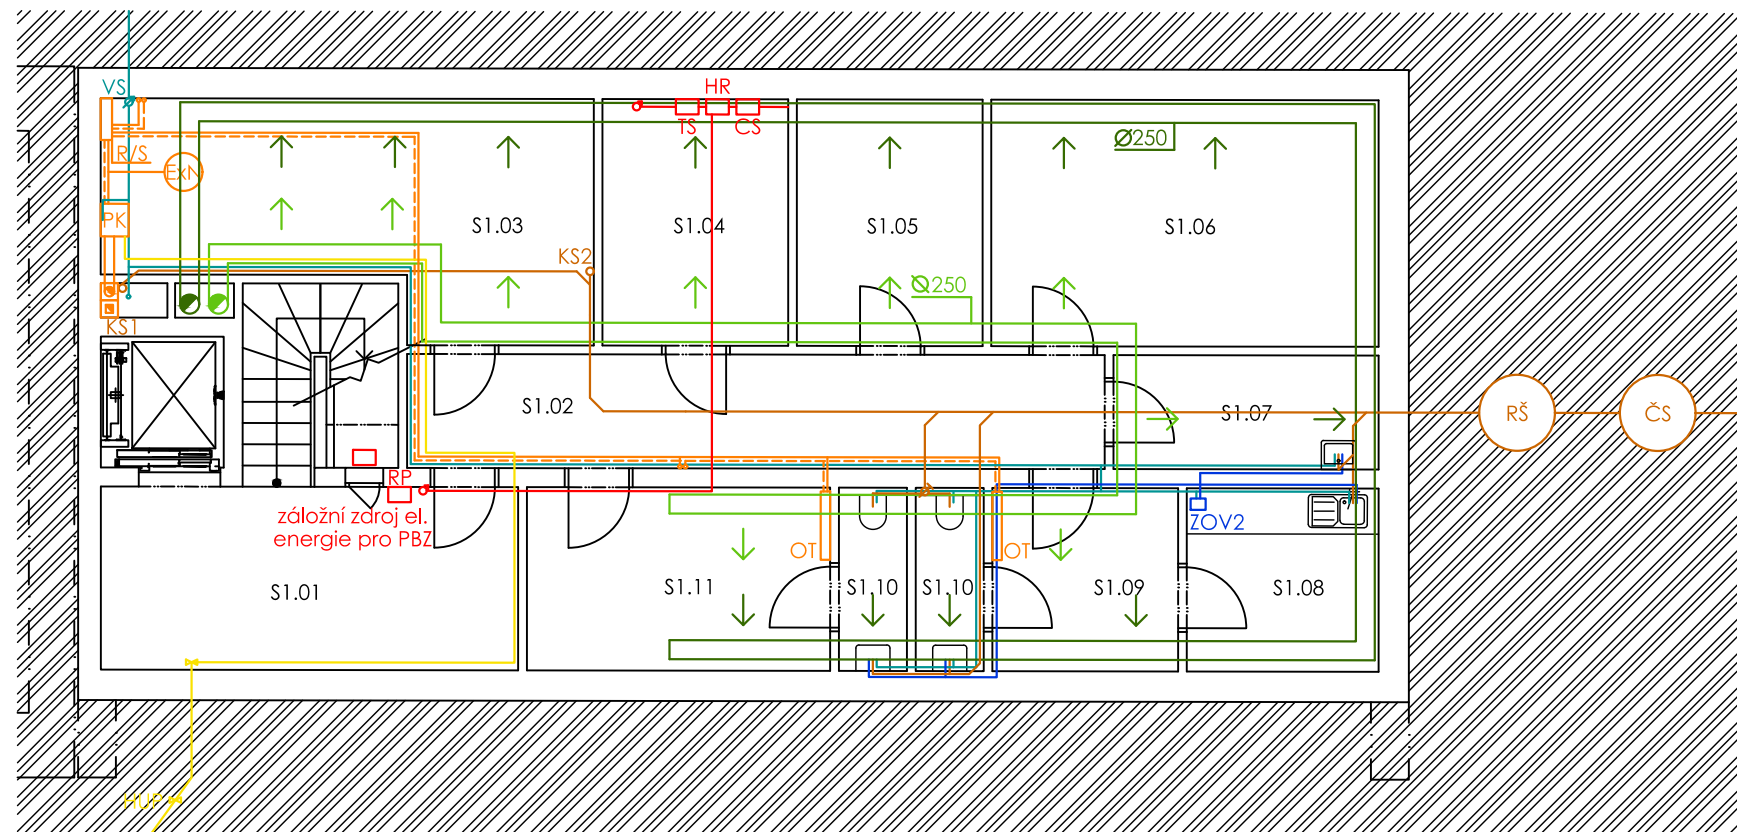 VS
HR
TS
CS
R/S
ExN
Ø250
PK
S1.03
S1.04
S1.05
S1.06
KS2
Ø250
KS1
S1.02
S1.07
RŠ
ČS
RP
záložní zdroj el.
energie pro PBZ
ZOV2
OT
OT
S1.01
S1.11
S1.10
S1.10
S1.09
S1.08
HUP